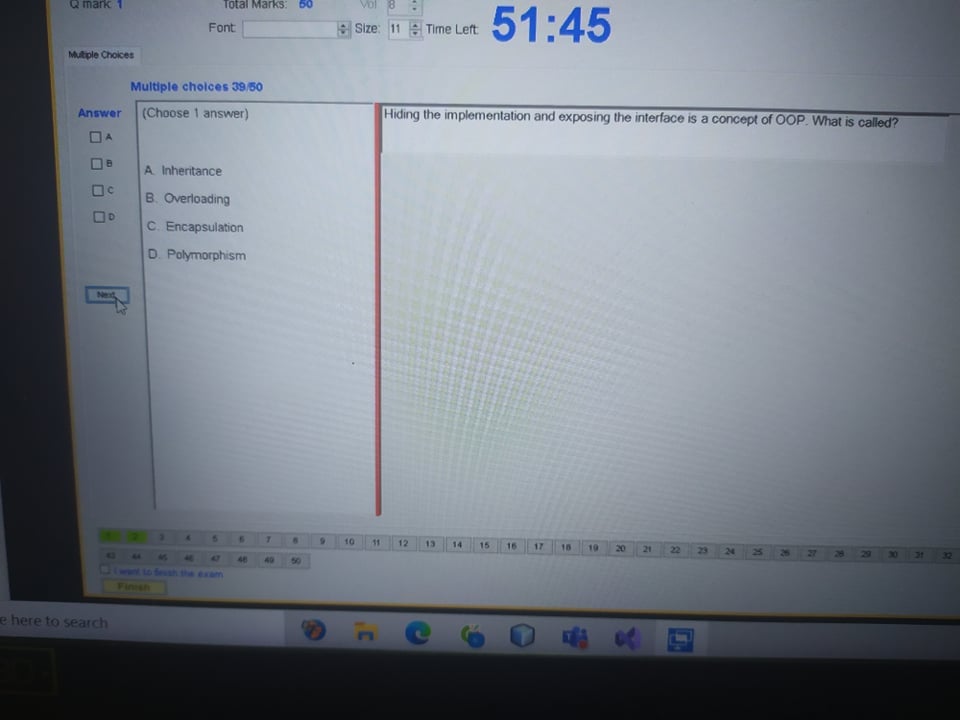 Q mark: 1 Total Marks: 50 Vol: 8
Font: Size: 11 Time Left: 51:45
Multiple Choices
Multiple choices 39/50
Answer
A
B
C
D
Next
(Choose 1 answer)
A. Inheritance
B. Overloading
C. Encapsulation
D. Polymorphism
Hiding the implementation and exposing the interface is a concept of OOP. What is called?
1 2 3 4 5 6 7 8 9 10 11 12 13 14 15 16 17 18 19 20 21 22 23 24 25 26 27 28 29 30 31 32
43 44 45 46 47 48 49 50
I want to finish the exam
Finish
e here to search